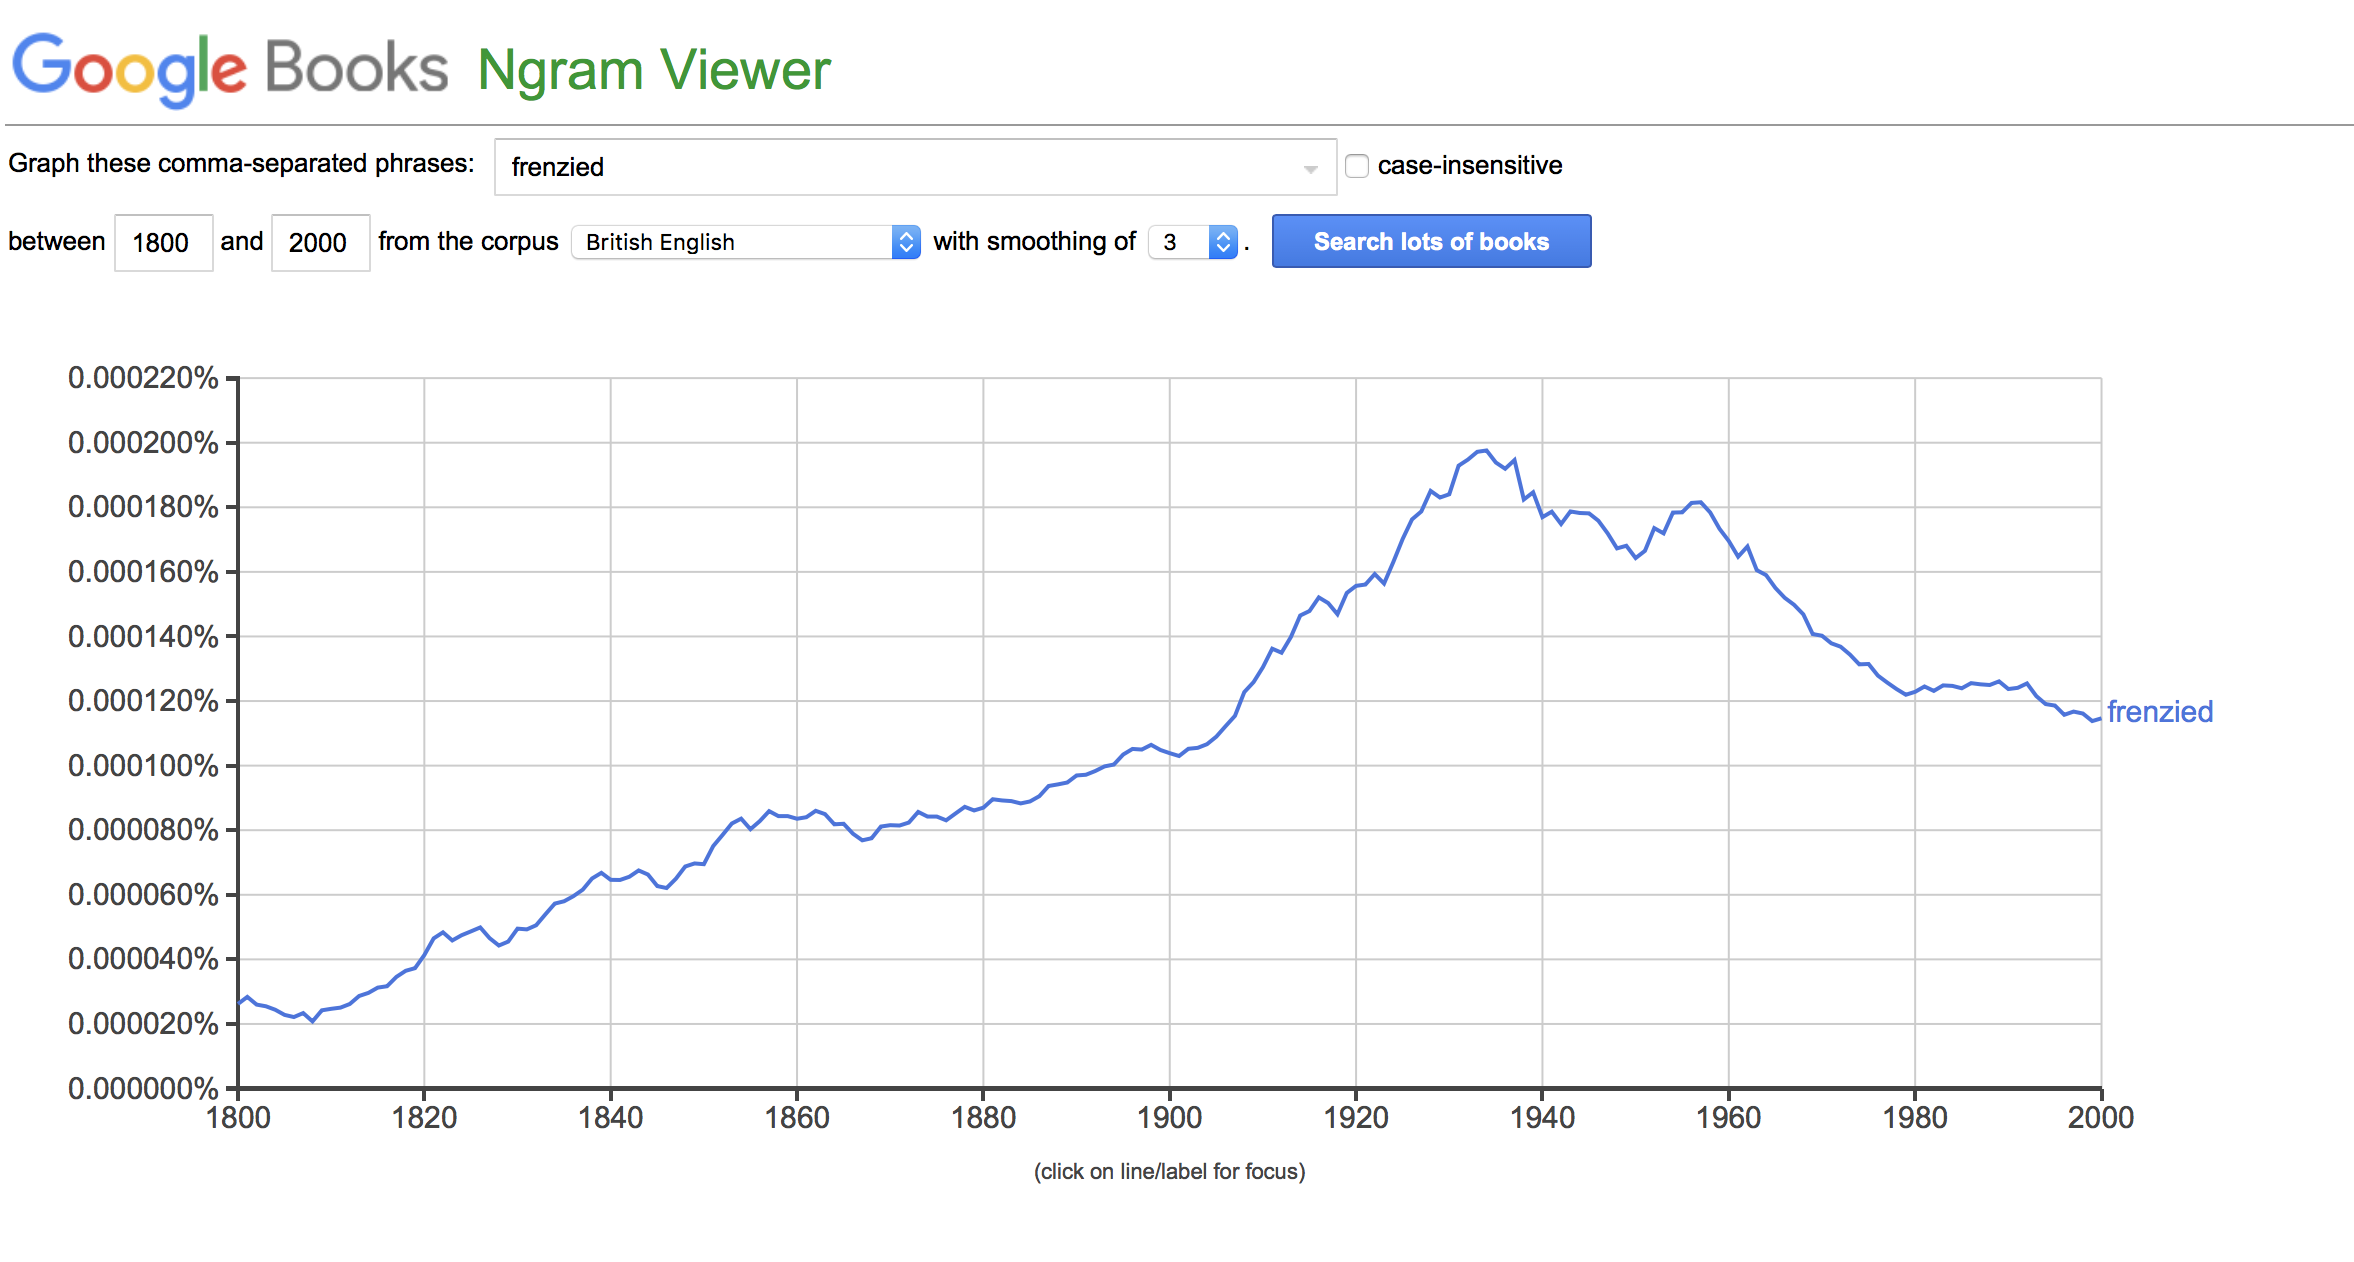 Google Books Ngram Viewer
Graph these comma-separated phrases: frenzied case-insensitive
between 1800 and 2000 from the corpus British English with smoothing of 3 . Search lots of books
0.000220%
0.000200%
0.000180%
0.000160%
0.000140%
0.000120%
frenzied
0.000100%
0.000080%
0.000060%
0.000040%
0.000020%
0.000000%
1800 1820 1840 1860 1880 1900 1920 1940 1960 1980 2000
(click on line/label for focus)